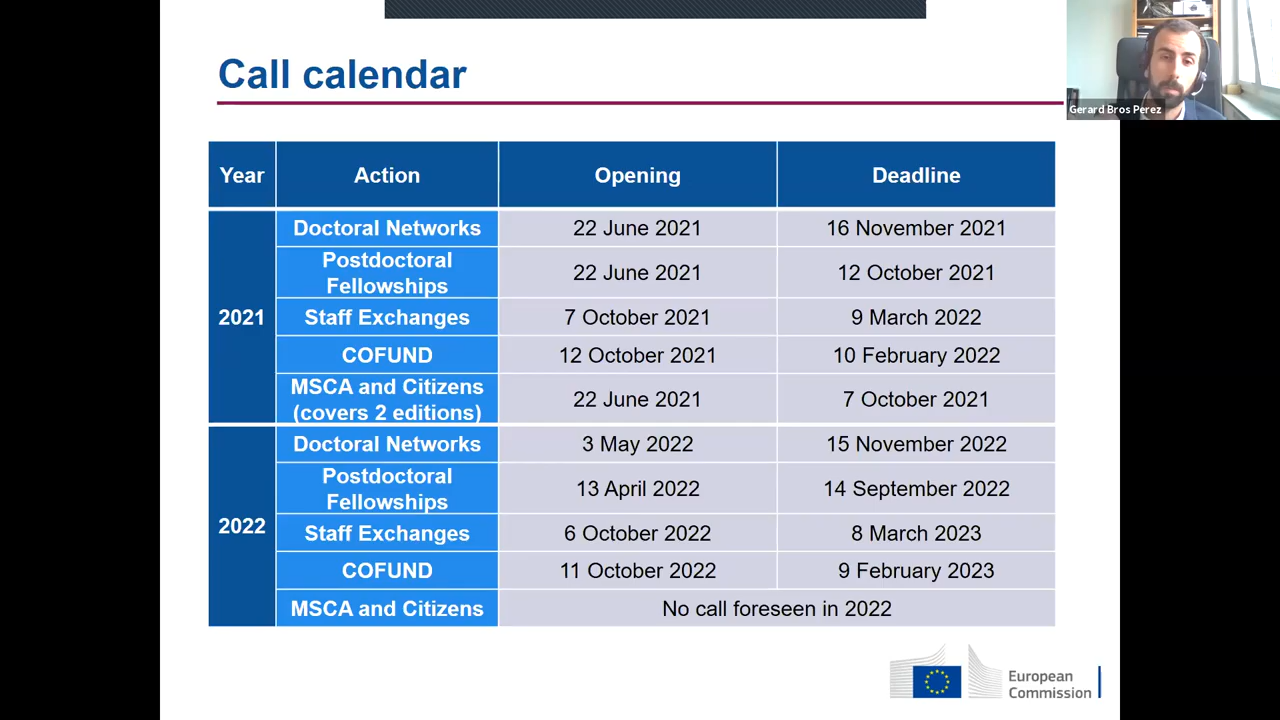 Call calendar
Gerard Bros Perez
Year Action Opening Deadline
2021
Doctoral Networks 22 June 2021 16 November 2021
Postdoctoral
Fellowships 22 June 2021 12 October 2021
Staff Exchanges 7 October 2021 9 March 2022
COFUND 12 October 2021 10 February 2022
MSCA and Citizens
(covers 2 editions) 22 June 2021 7 October 2021
2022
Doctoral Networks 3 May 2022 15 November 2022
Postdoctoral
Fellowships 13 April 2022 14 September 2022
Staff Exchanges 6 October 2022 8 March 2023
COFUND 11 October 2022 9 February 2023
MSCA and Citizens No call foreseen in 2022
European
Commission